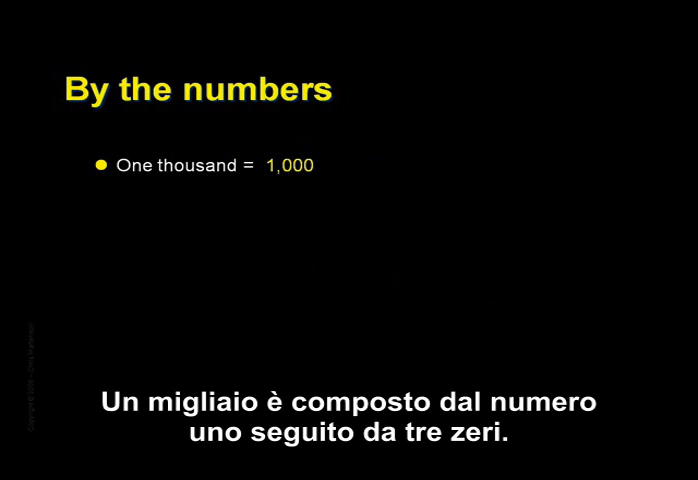 By the numbers
One thousand = 1,000
Un migliaio è composto dal numero
uno seguito da tre zeri.